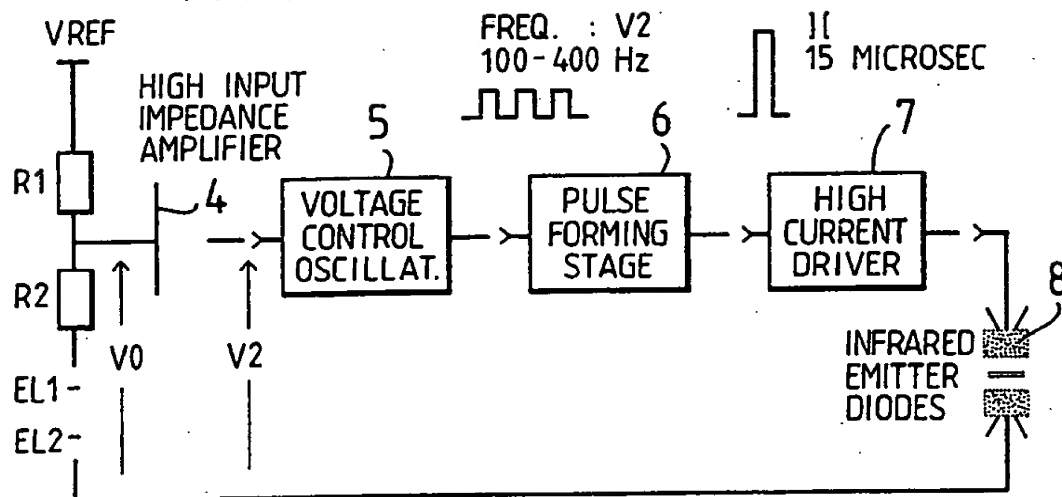 VREF
HIGH INPUT
IMPEDANCE
AMPLIFIER
4
R1
R2
V0
V2
EL1
EL2
FREQ. : V2
100-400 Hz
15 MICROSEC
5
VOLTAGE
CONTROL
OSCILLAT.
6
PULSE
FORMING
STAGE
7
HIGH
CURRENT
DRIVER
8
INFRARED
EMITTER
DIODES